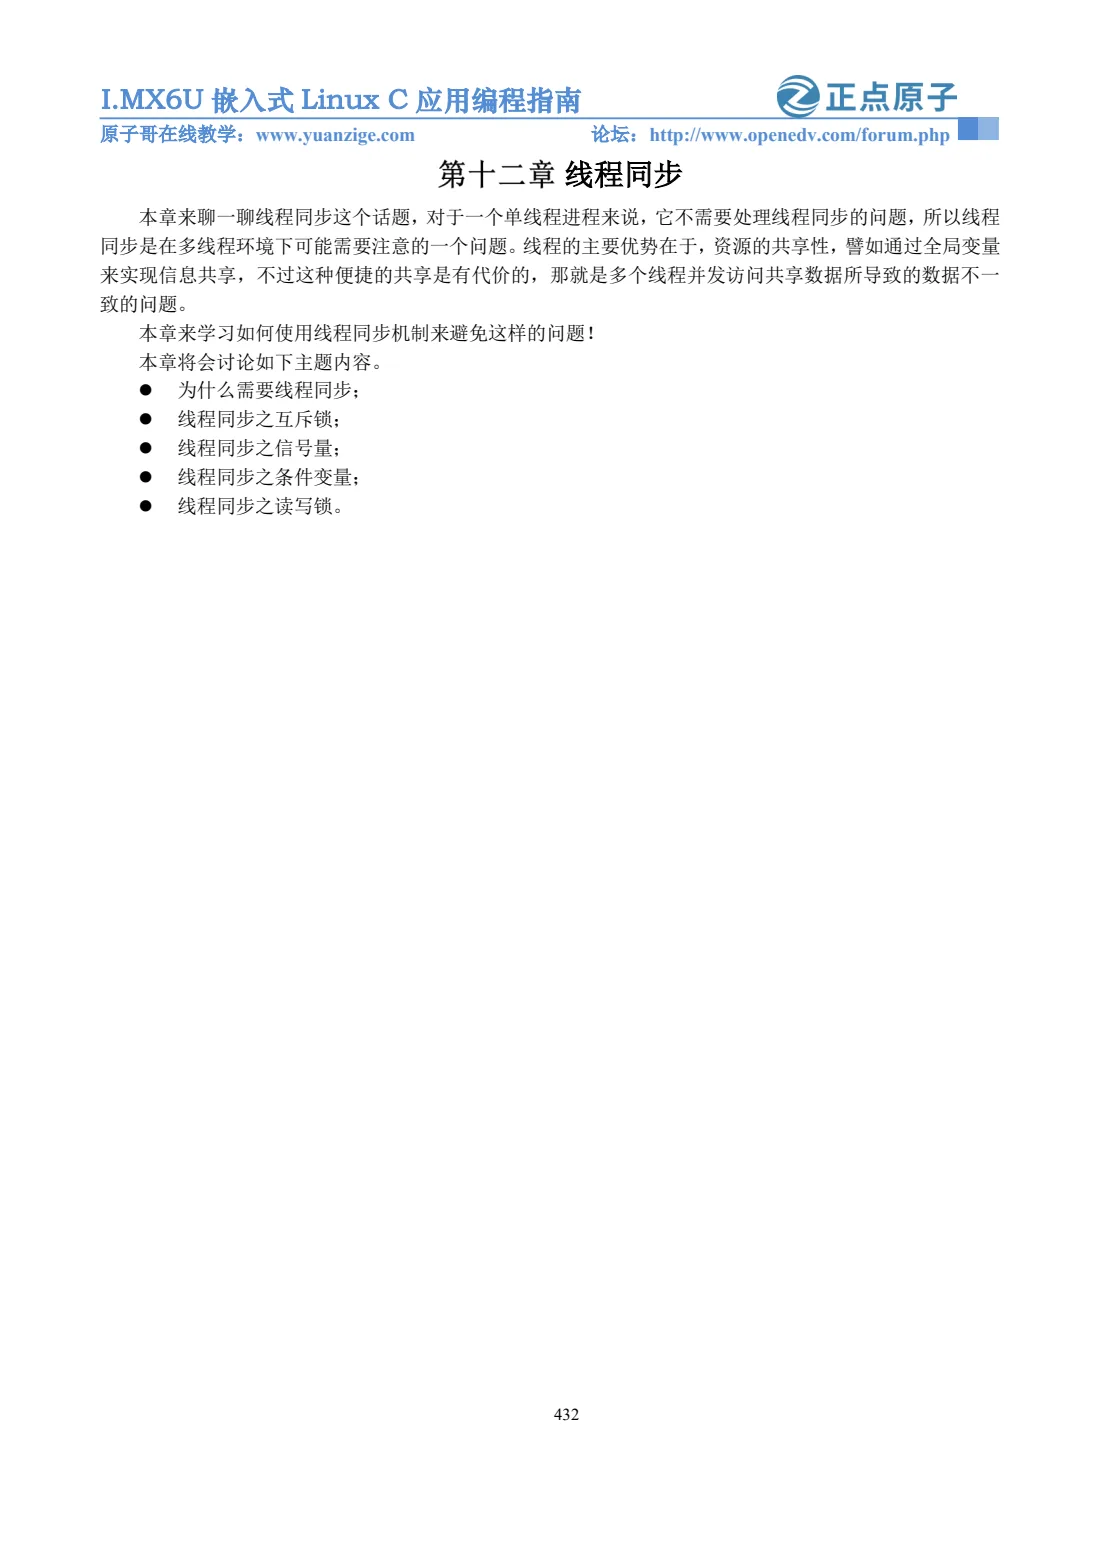 I.MX6U 嵌入式 Linux C 应用编程指南
正点原子
原子哥在线教学：www.yuanzige.com
论坛：http://www.openedv.com/forum.php
第十二章 线程同步
本章来聊一聊线程同步这个话题，对于一个单线程进程来说，它不需要处理线程同步的问题，所以线程
同步是在多线程环境下可能需要注意的一个问题。线程的主要优势在于，资源的共享性，譬如通过全局变量
来实现信息共享，不过这种便捷的共享是有代价的，那就是多个线程并发访问共享数据所导致的数据不一
致的问题。
本章来学习如何使用线程同步机制来避免这样的问题！
本章将会讨论如下主题内容。
● 为什么需要线程同步；
● 线程同步之互斥锁；
● 线程同步之信号量；
● 线程同步之条件变量；
● 线程同步之读写锁。
432